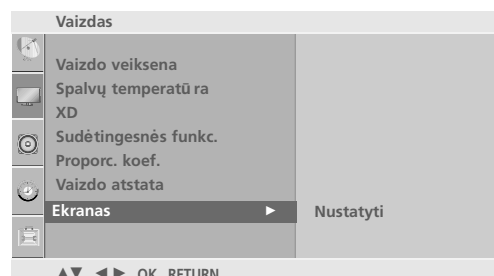 Vaizdas
Vaizdo veiksena
Spalvų temperatūra
XD
Sudėtingesnės funkc.
Proporc. koef.
Vaizdo atstata
Ekranas ► Nustatyti
▲▼ ◄► OK RETURN